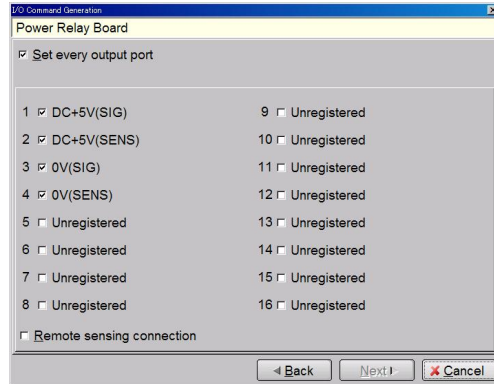 I/O Command Generation
Power Relay Board
Set every output port
1 DC+5V(SIG)
2 DC+5V(SENS)
3 0V(SIG)
4 0V(SENS)
5 Unregistered
6 Unregistered
7 Unregistered
8 Unregistered
9 Unregistered
10 Unregistered
11 Unregistered
12 Unregistered
13 Unregistered
14 Unregistered
15 Unregistered
16 Unregistered
Remote sensing connection
Back
Next
Cancel